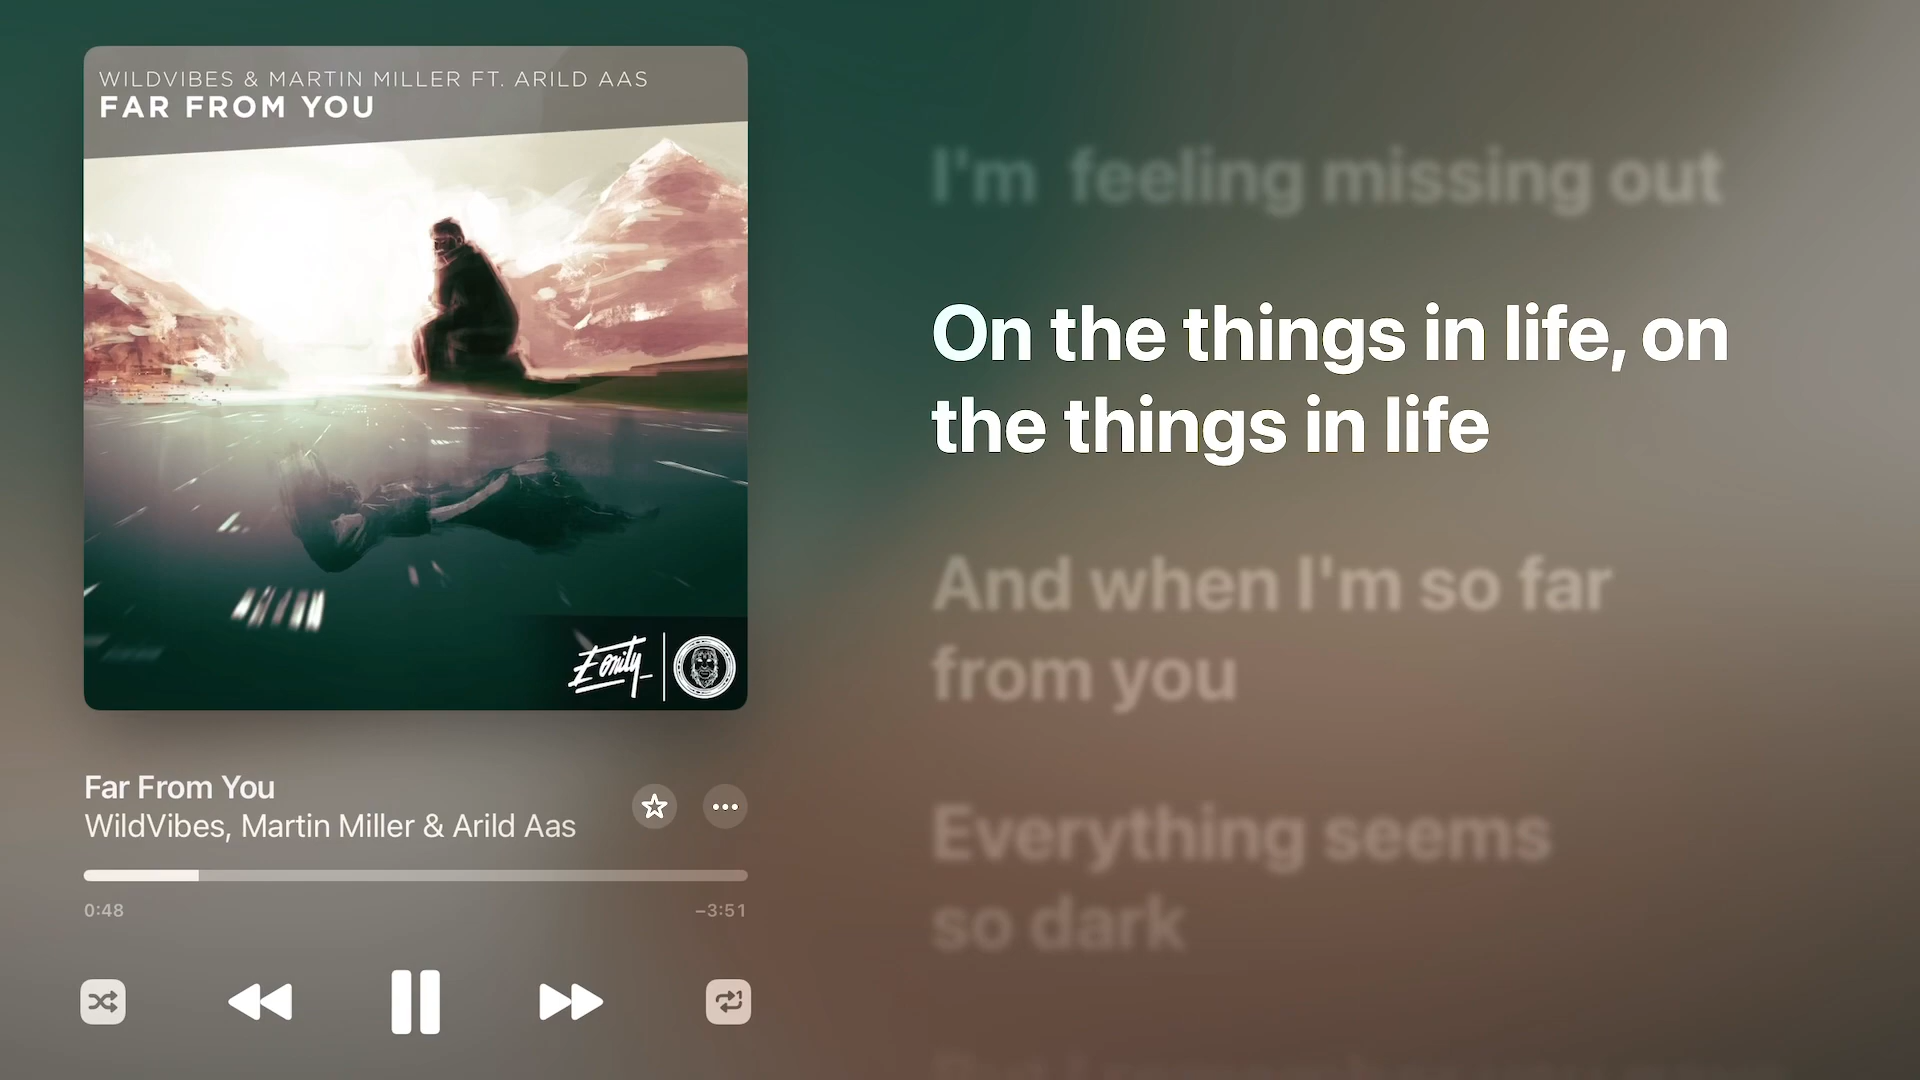 WILDVIBES & MARTIN MILLER FT. ARILD AAS
FAR FROM YOU
Eonity
Far From You
WildVibes, Martin Miller & Arild Aas
0:48
−3:51
1
I'm feeling missing out
On the things in life, on
the things in life
And when I'm so far
from you
Everything seems
so dark